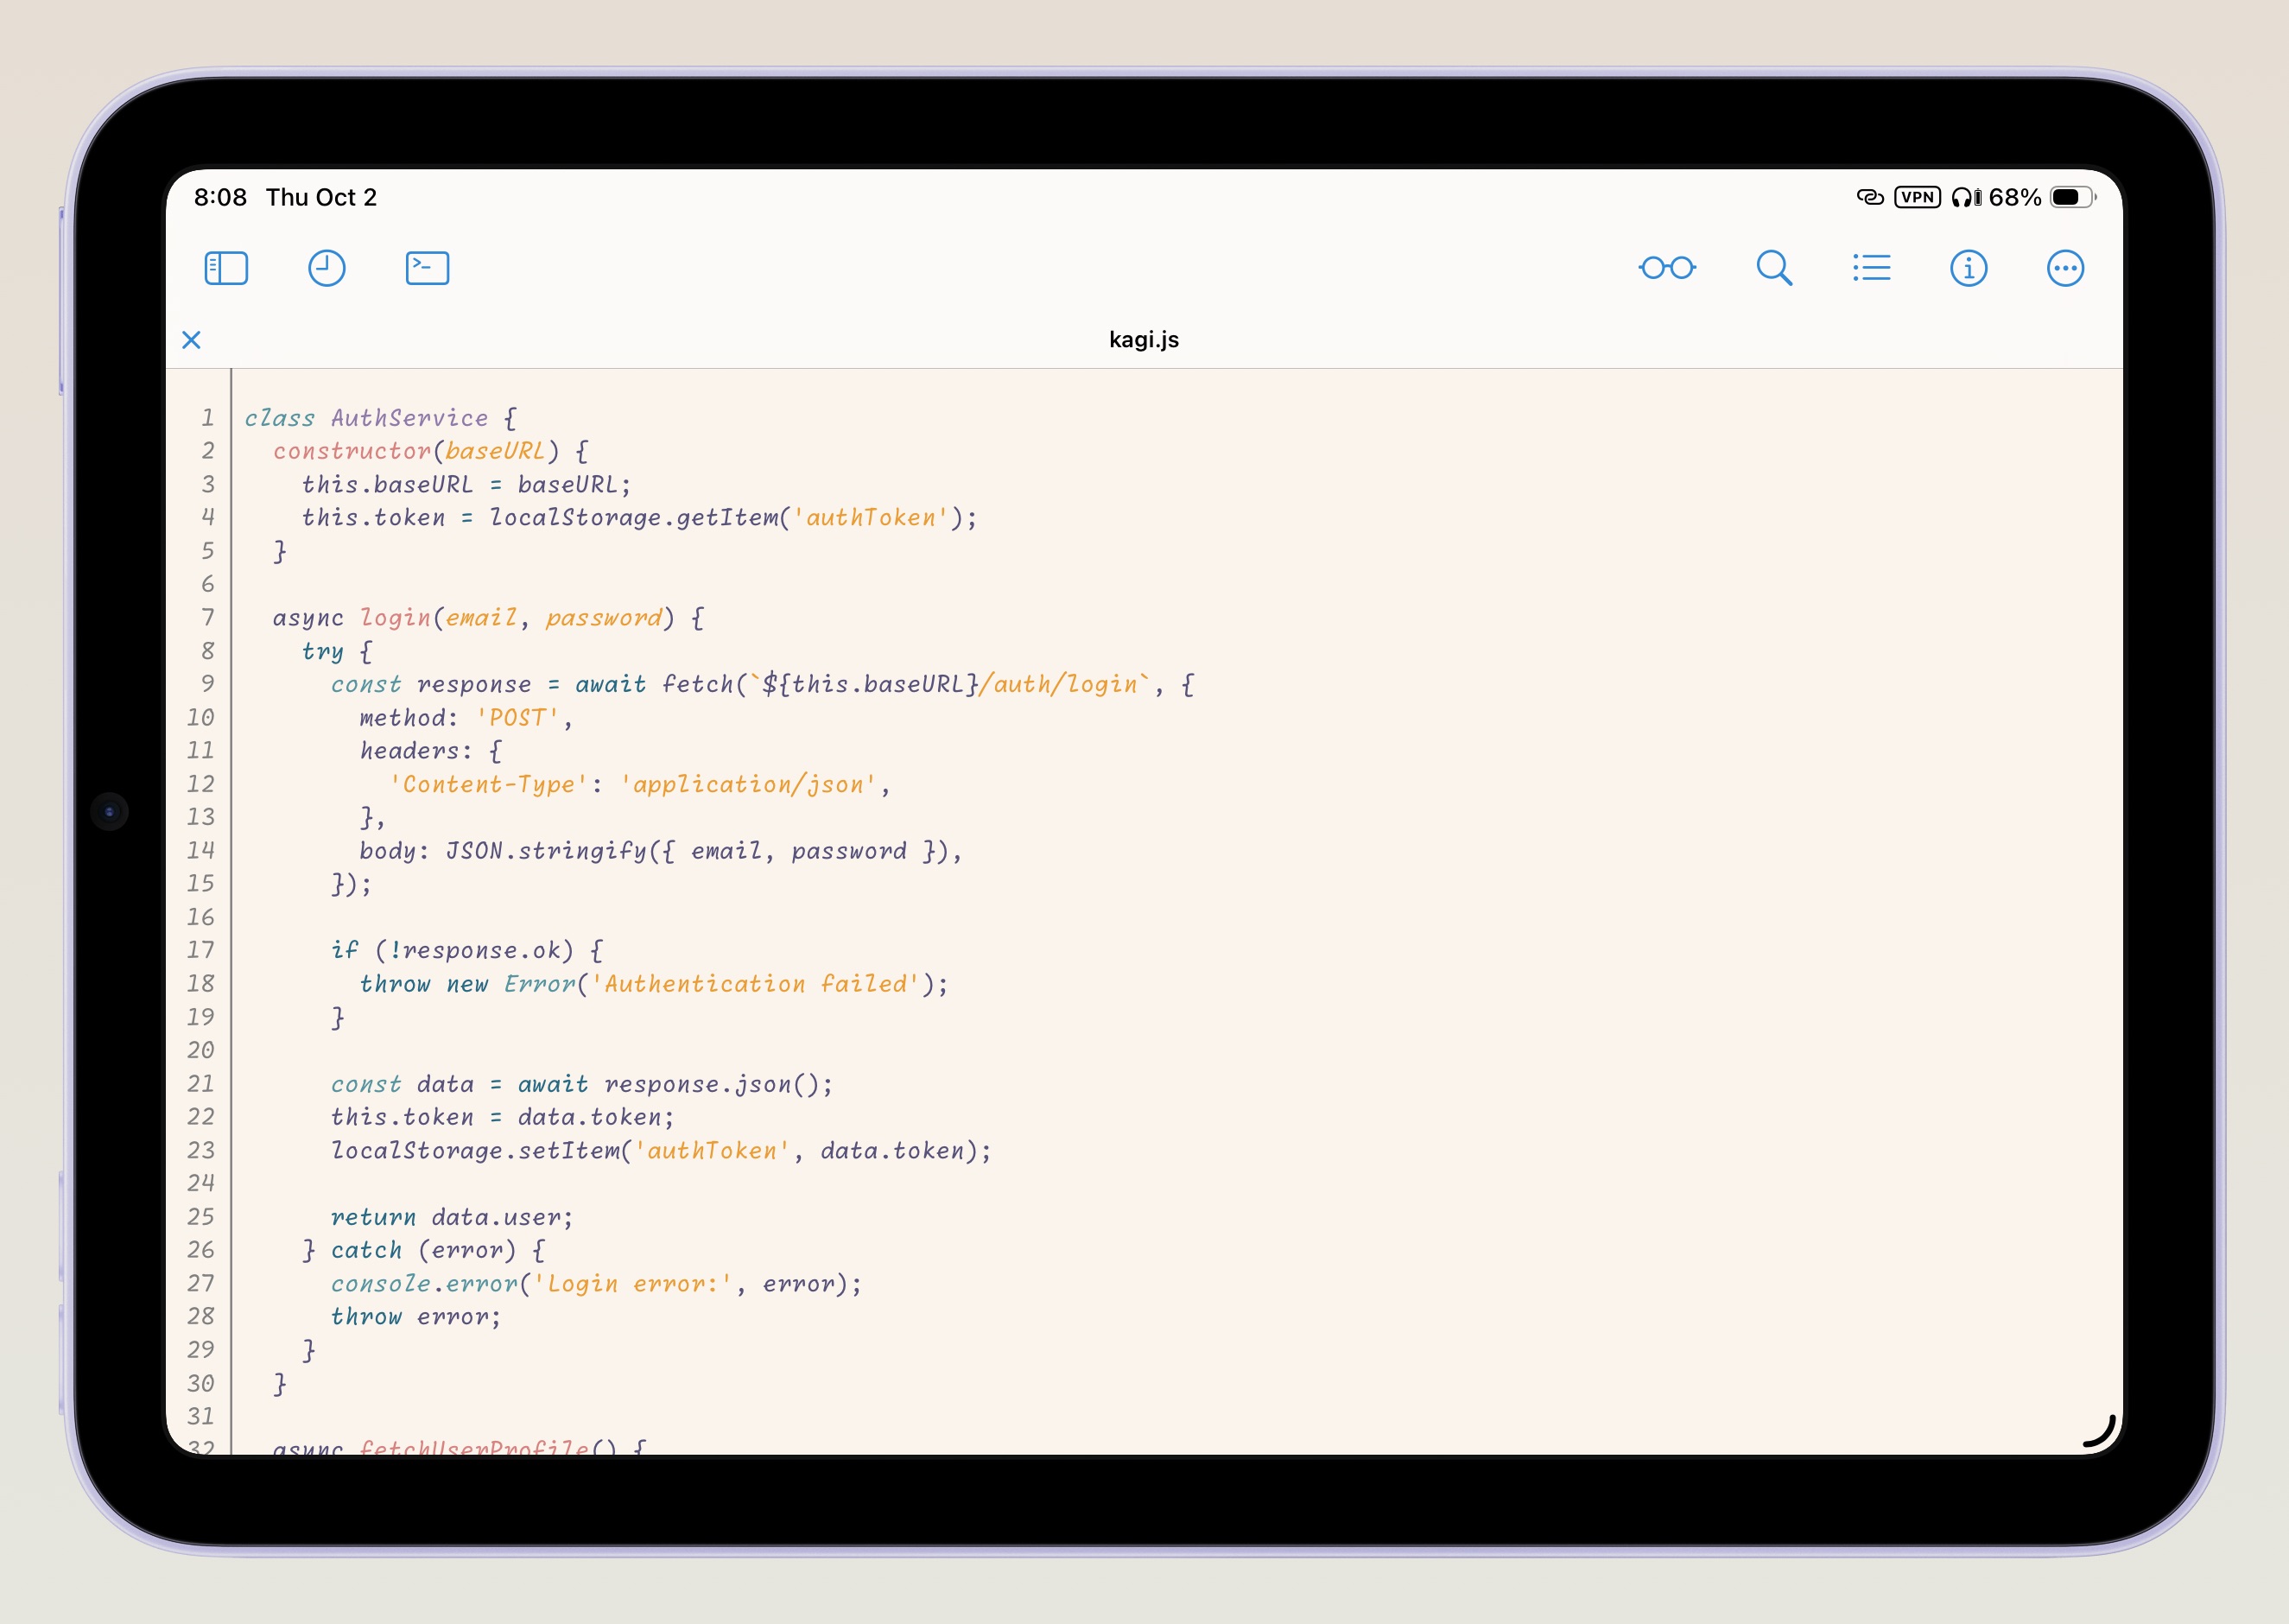 8:08 Thu Oct 2
VPN 68%
kagi.js
1 class AuthService {
2   constructor(baseURL) {
3     this.baseURL = baseURL;
4     this.token = localStorage.getItem('authToken');
5   }
6
7   async login(email, password) {
8     try {
9       const response = await fetch(`${this.baseURL}/auth/login`, {
10         method: 'POST',
11         headers: {
12           'Content-Type': 'application/json',
13         },
14         body: JSON.stringify({ email, password }),
15       });
16
17       if (!response.ok) {
18         throw new Error('Authentication failed');
19       }
20
21       const data = await response.json();
22       this.token = data.token;
23       localStorage.setItem('authToken', data.token);
24
25       return data.user;
26     } catch (error) {
27       console.error('Login error:', error);
28       throw error;
29     }
30   }
31
32   async fetchUserProfile() {